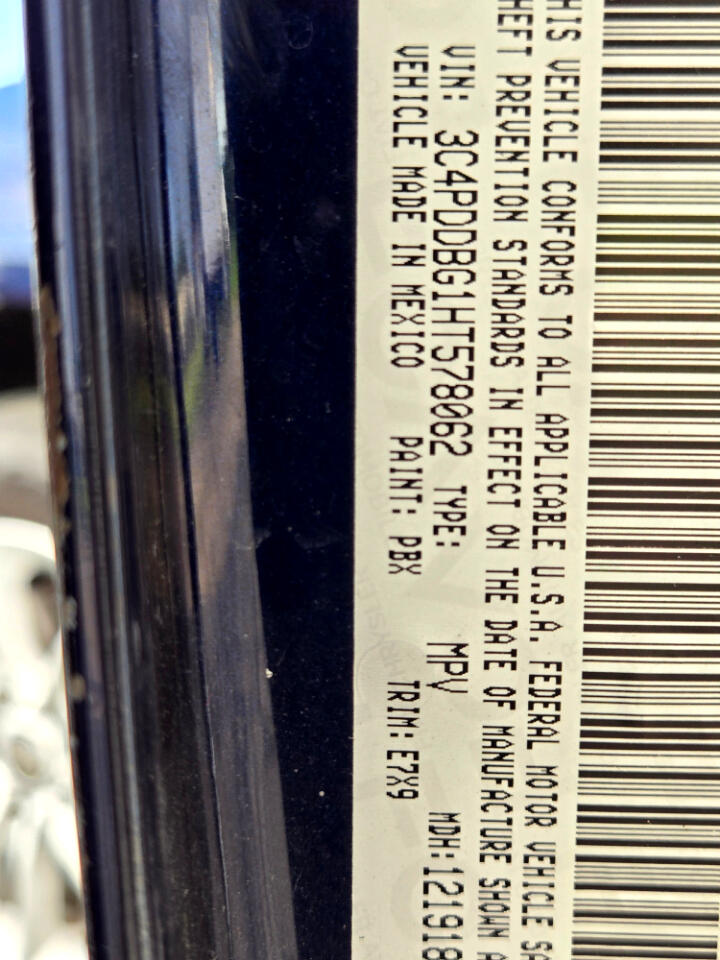 HIS VEHICLE CONFORMS TO ALL APPLICABLE U.S.A. FEDERAL MOTOR VEHICLE SA
HEFT PREVENTION STANDARDS IN EFFECT ON THE DATE OF MANUFACTURE SHOWN A
VIN: 3C4PDDBG1HT578062 TYPE: MPV MDH: 121918
VEHICLE MADE IN MEXICO PAINT: PBX TRIM: E7X9